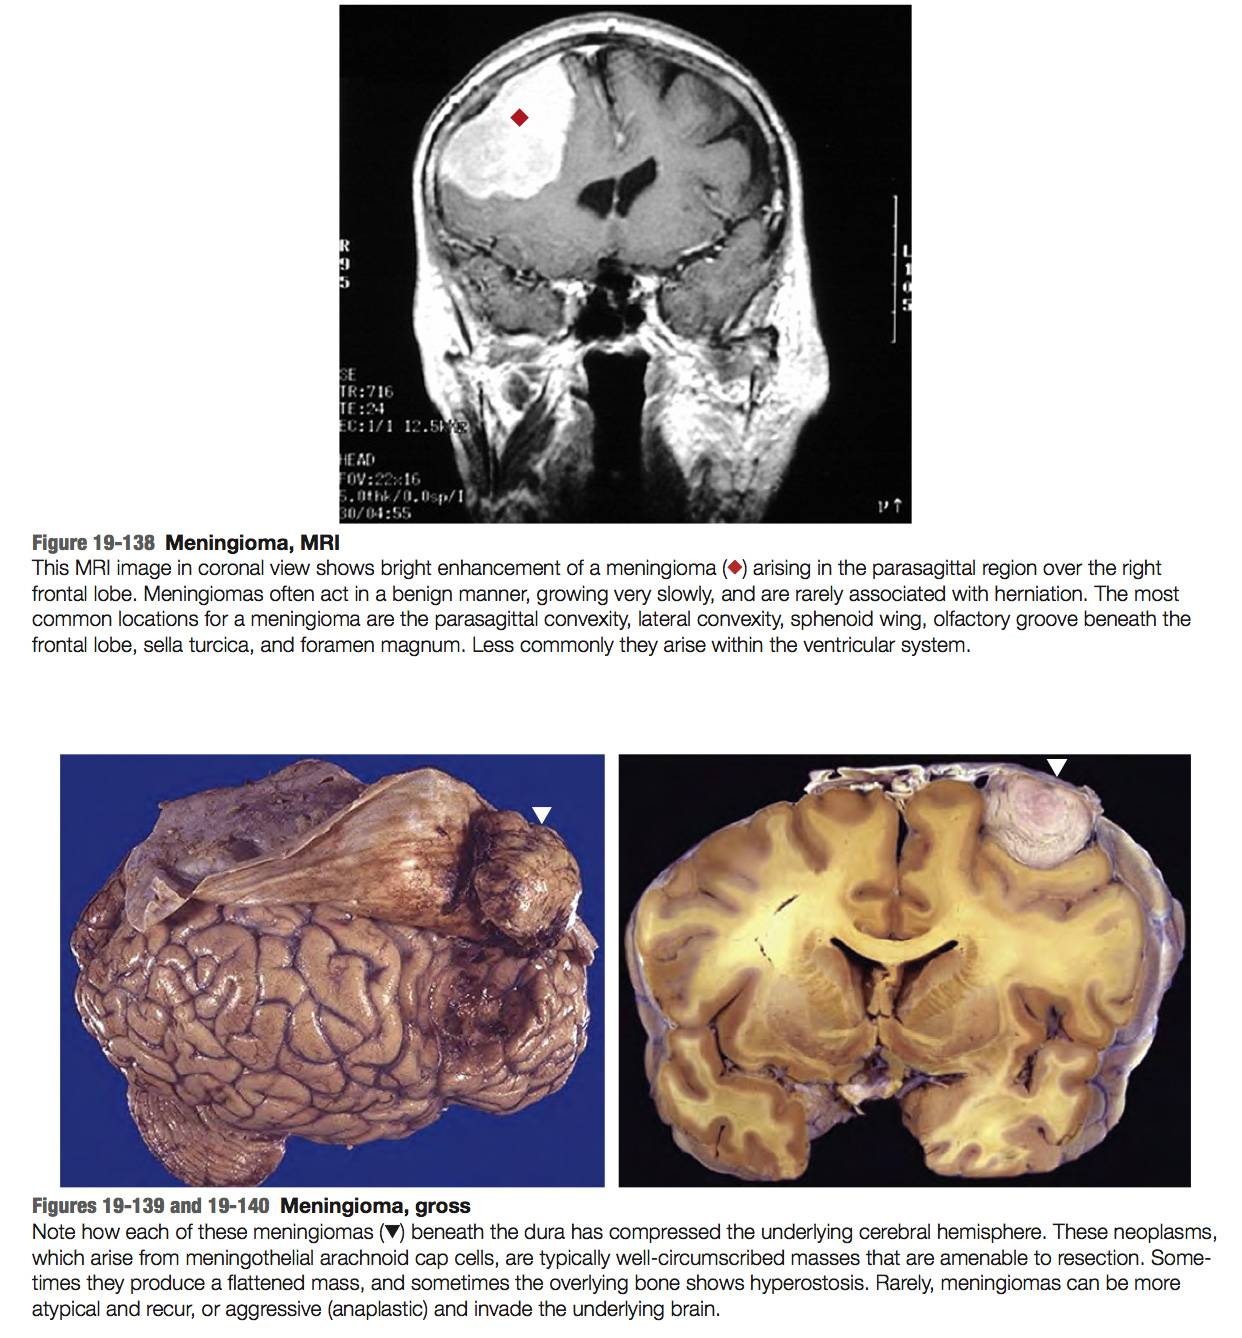 R
9
5
L
1
0
5
SE
TR:716
TE:24
EC:1/1 12.5kHz
HEAD
FOV:22x16
5.0thk/0.0sp/I
30/04:55
Figure 19-138 Meningioma, MRI
This MRI image in coronal view shows bright enhancement of a meningioma (◆) arising in the parasagittal region over the right
frontal lobe. Meningiomas often act in a benign manner, growing very slowly, and are rarely associated with herniation. The most
common locations for a meningioma are the parasagittal convexity, lateral convexity, sphenoid wing, olfactory groove beneath the
frontal lobe, sella turcica, and foramen magnum. Less commonly they arise within the ventricular system.
Figures 19-139 and 19-140 Meningioma, gross
Note how each of these meningiomas (▼) beneath the dura has compressed the underlying cerebral hemisphere. These neoplasms,
which arise from meningothelial arachnoid cap cells, are typically well-circumscribed masses that are amenable to resection. Some-
times they produce a flattened mass, and sometimes the overlying bone shows hyperostosis. Rarely, meningiomas can be more
atypical and recur, or aggressive (anaplastic) and invade the underlying brain.